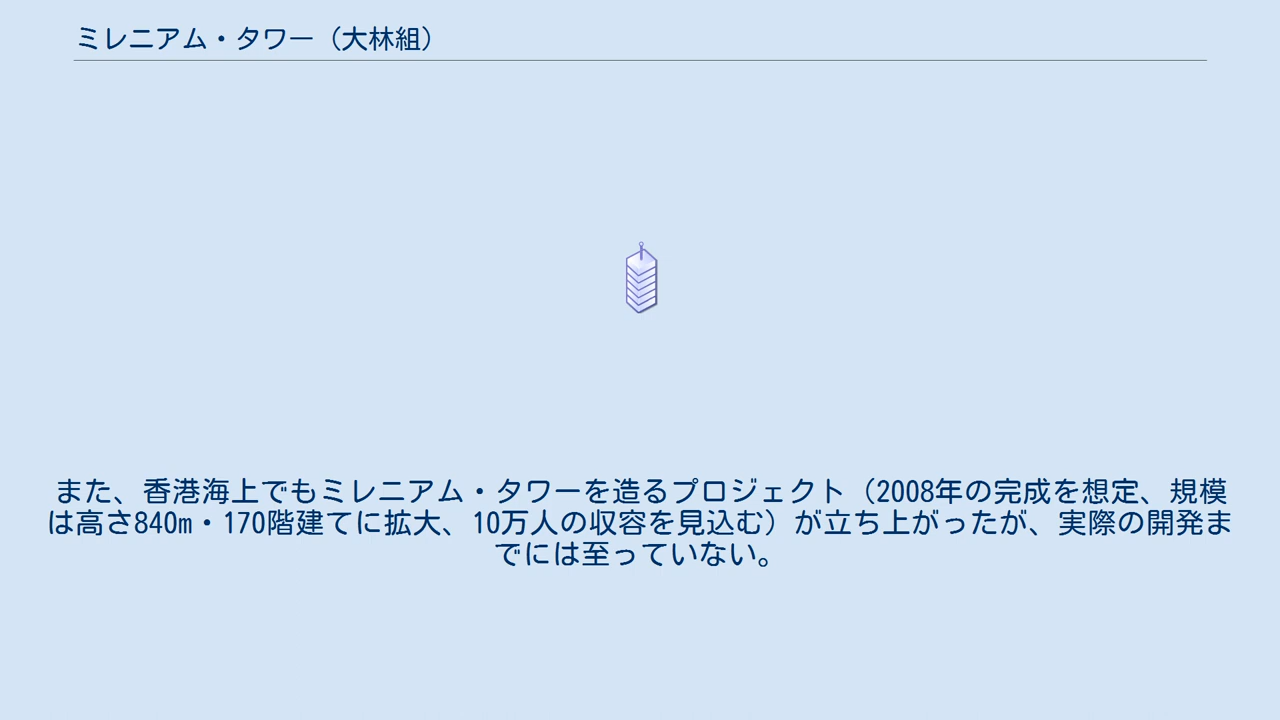 ミレニアム・タワー（大林組）
また、香港海上でもミレニアム・タワーを造るプロジェクト（2008年の完成を想定、規模
は高さ840m・170階建てに拡大、10万人の収容を見込む）が立ち上がったが、実際の開発ま
でには至っていない。